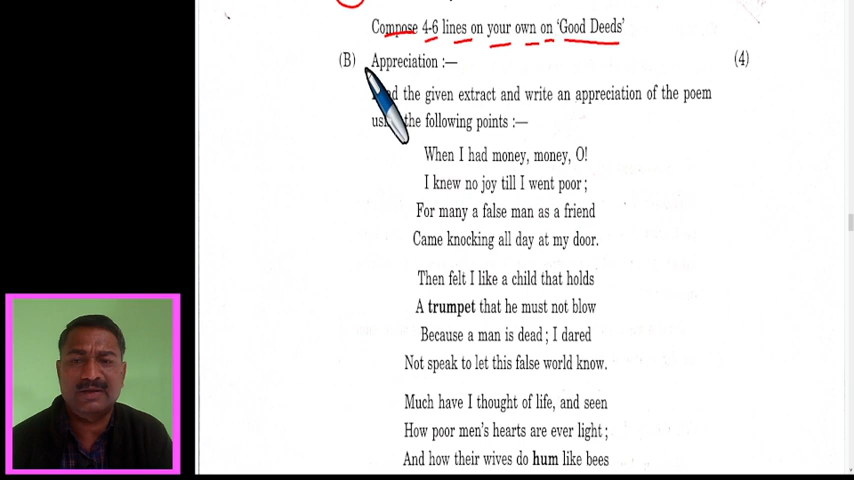 Compose 4-6 lines on your own on 'Good Deeds'
(B) Appreciation :— (4)
the given extract and write an appreciation of the poem
the following points :—
When I had money, money, O!
I knew no joy till I went poor ;
For many a false man as a friend
Came knocking all day at my door.
Then felt I like a child that holds
A trumpet that he must not blow
Because a man is dead ; I dared
Not speak to let this false world know.
Much have I thought of life, and seen
How poor men's hearts are ever light ;
And how their wives do hum like bees